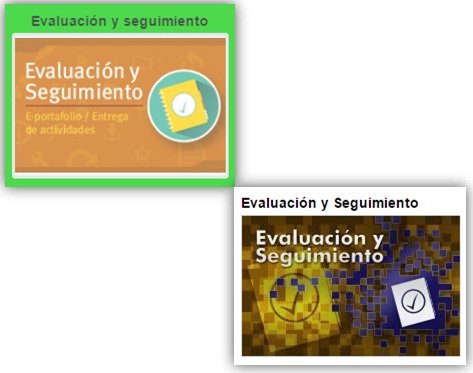 Evaluación y seguimiento
Evaluación y
Seguimiento
E-portafolio / Entrega
de actividades
Evaluación y Seguimiento
Evaluación y
Seguimiento